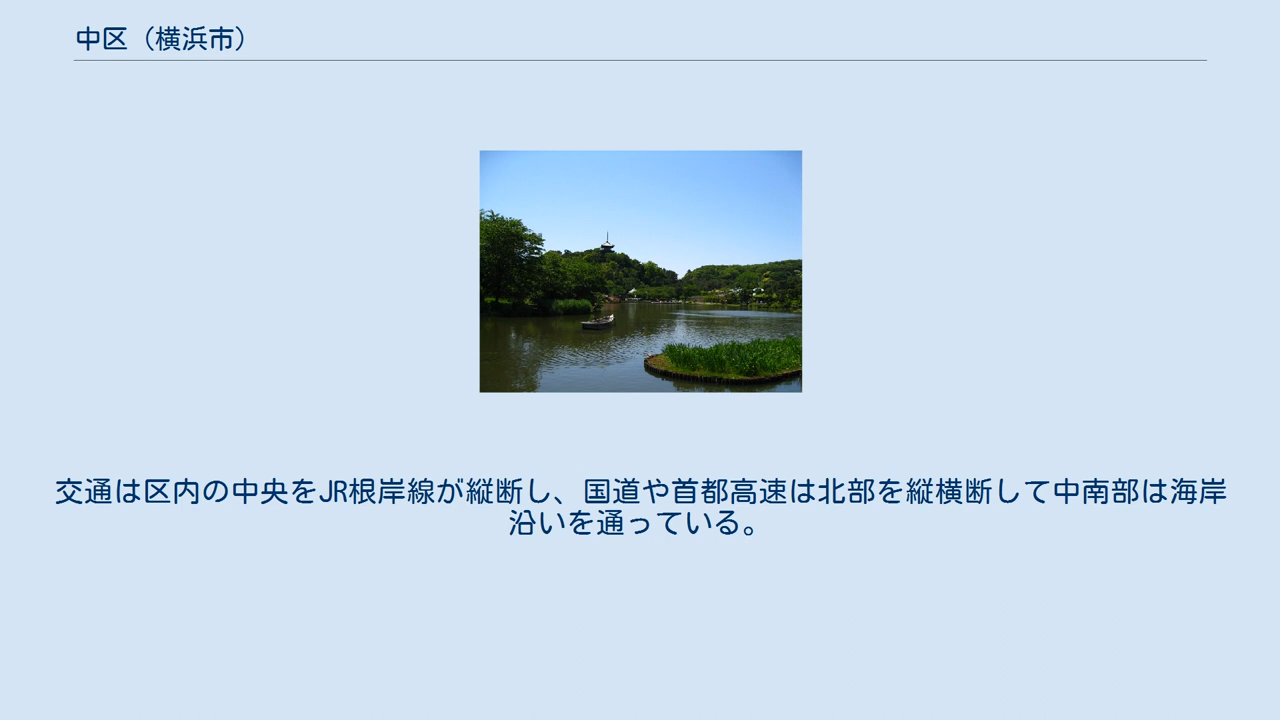 中区（横浜市）
交通は区内の中央をJR根岸線が縦断し、国道や首都高速は北部を縦横断して中南部は海岸
沿いを通っている。